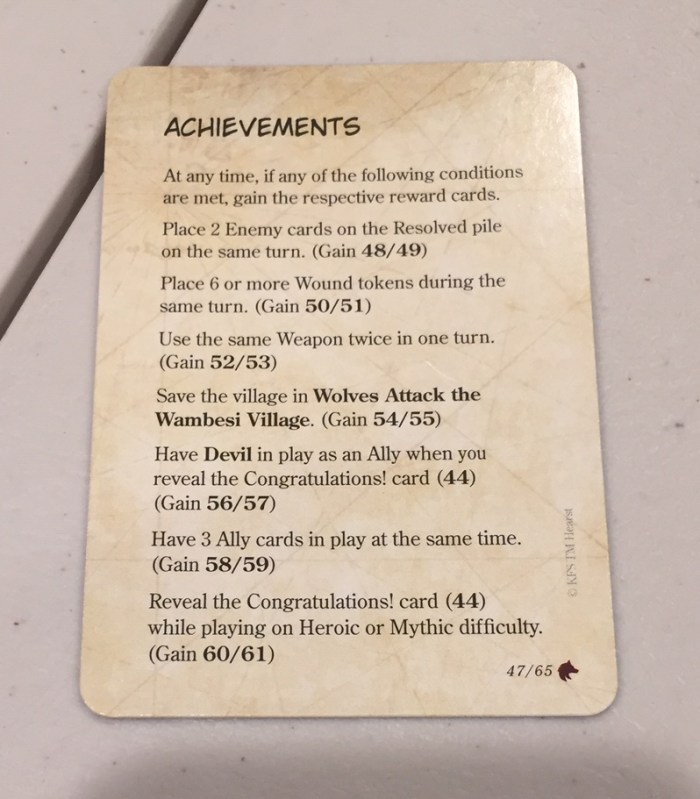 ACHIEVEMENTS
At any time, if any of the following conditions
are met, gain the respective reward cards.
Place 2 Enemy cards on the Resolved pile
on the same turn. (Gain 48/49)
Place 6 or more Wound tokens during the
same turn. (Gain 50/51)
Use the same Weapon twice in one turn.
(Gain 52/53)
Save the village in Wolves Attack the
Wambesi Village. (Gain 54/55)
Have Devil in play as an Ally when you
reveal the Congratulations! card (44)
(Gain 56/57)
Have 3 Ally cards in play at the same time.
(Gain 58/59)
Reveal the Congratulations! card (44)
while playing on Heroic or Mythic difficulty.
(Gain 60/61)
47/65
© KFS TM Hearst